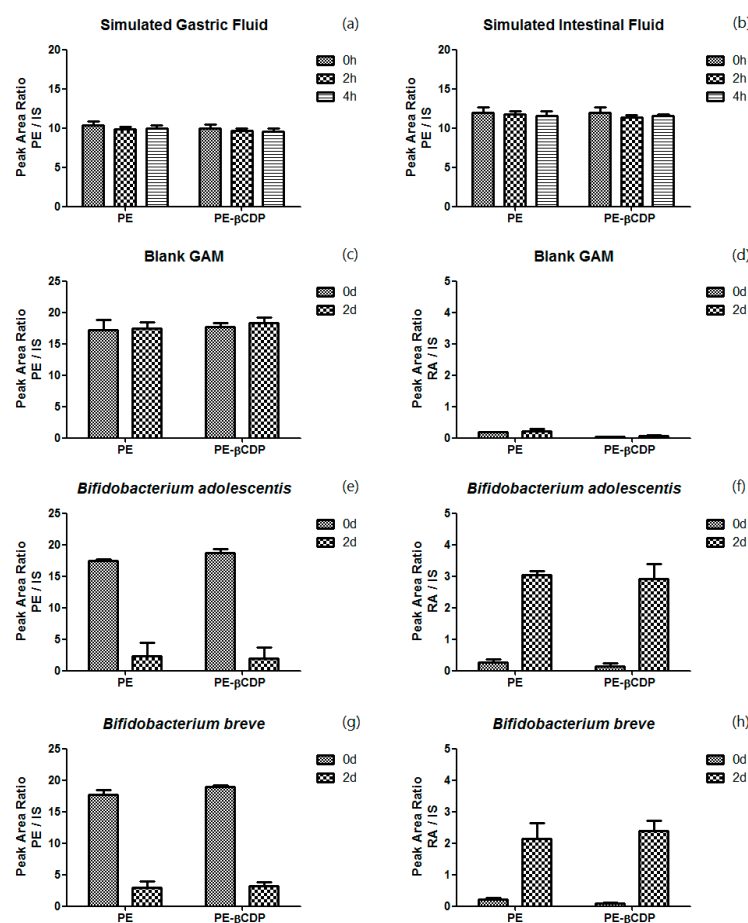 Simulated Gastric Fluid
(a)
Peak Area Ratio
PE / IS
20
15
10
5
0
PE
PE-βCDP
0h
2h
4h
Simulated Intestinal Fluid
(b)
Peak Area Ratio
PE / IS
20
15
10
5
0
PE
PE-βCDP
0h
2h
4h
Blank GAM
(c)
Peak Area Ratio
PE / IS
25
20
15
10
5
0
PE
PE-βCDP
0d
2d
Blank GAM
(d)
Peak Area Ratio
RA / IS
5
4
3
2
1
0
PE
PE-βCDP
0d
2d
Bifidobacterium adolescentis
(e)
Peak Area Ratio
PE / IS
25
20
15
10
5
0
PE
PE-βCDP
0d
2d
Bifidobacterium adolescentis
(f)
Peak Area Ratio
RA / IS
5
4
3
2
1
0
PE
PE-βCDP
0d
2d
Bifidobacterium breve
(g)
Peak Area Ratio
PE / IS
25
20
15
10
5
0
PE
PE-βCDP
0d
2d
Bifidobacterium breve
(h)
Peak Area Ratio
RA / IS
5
4
3
2
1
0
PE
PE-βCDP
0d
2d